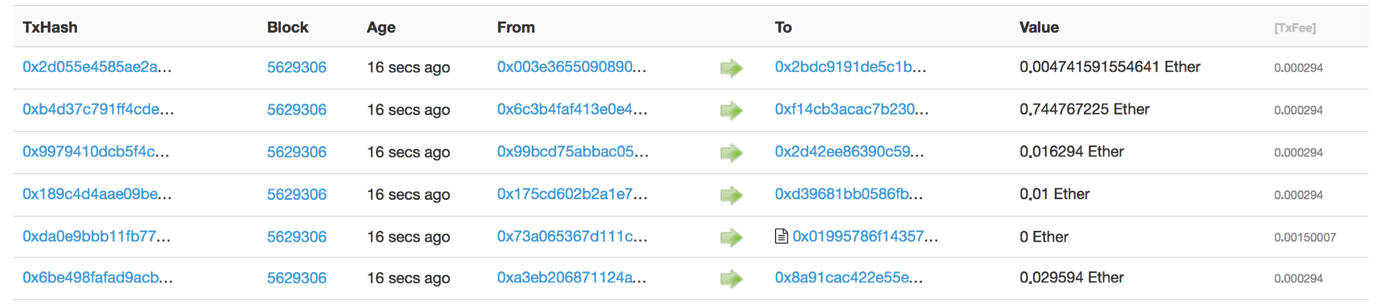 TxHash Block Age From To Value [TxFee]
0x2d055e4585ae2a... 5629306 16 secs ago 0x003e3655090890... 0x2bdc9191de5c1b... 0.004741591554641 Ether 0.000294
0xb4d37c791ff4cde... 5629306 16 secs ago 0x6c3b4faf413e0e4... 0xf14cb3acac7b230... 0.744767225 Ether 0.000294
0x9979410dcb5f4c... 5629306 16 secs ago 0x99bcd75abbac05... 0x2d42ee86390c59... 0.016294 Ether 0.000294
0x189c4d4aae09be... 5629306 16 secs ago 0x175cd602b2a1e7... 0xd39681bb0586fb... 0.01 Ether 0.000294
0xda0e9bbb11fb77... 5629306 16 secs ago 0x73a065367d111c... 0x01995786f14357... 0 Ether 0.00150007
0x6be498fafad9acb... 5629306 16 secs ago 0xa3eb206871124a... 0x8a91cac422e55e... 0.029594 Ether 0.000294